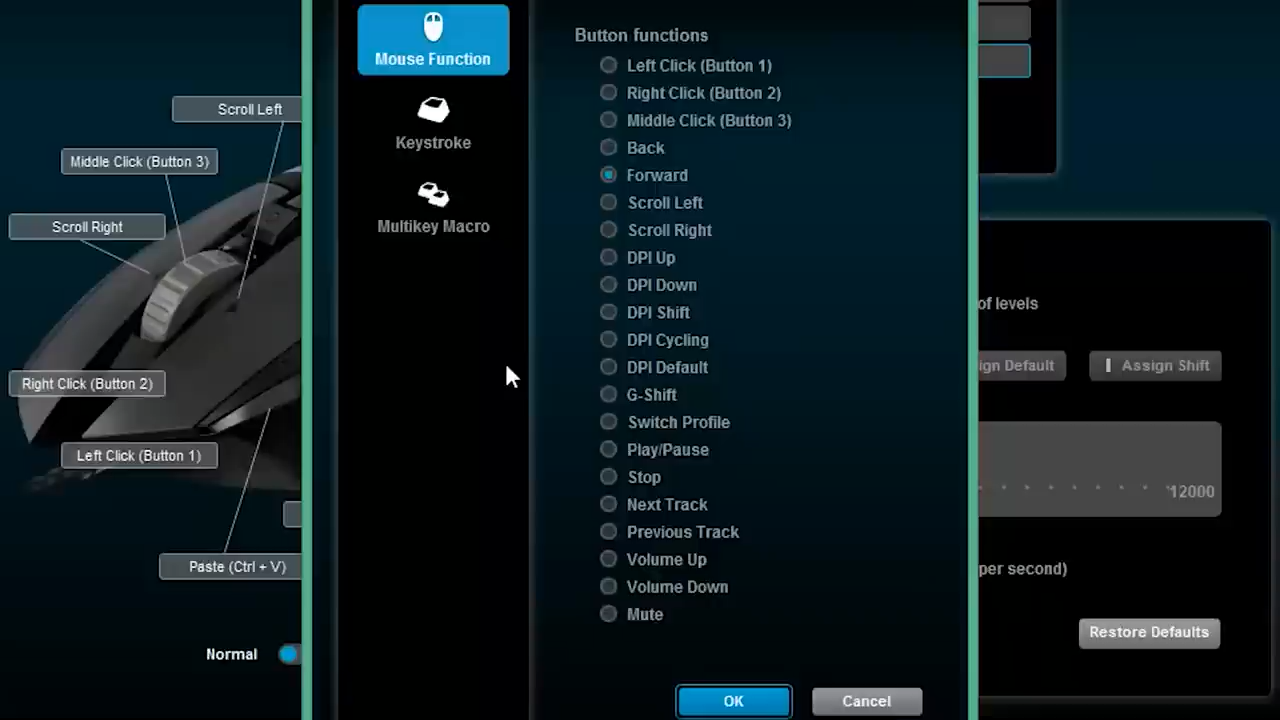 Mouse Function
Keystroke
Multikey Macro
Button functions
Left Click (Button 1)
Right Click (Button 2)
Middle Click (Button 3)
Back
Forward
Scroll Left
Scroll Right
DPI Up
DPI Down
DPI Shift
DPI Cycling
DPI Default
G-Shift
Switch Profile
Play/Pause
Stop
Next Track
Previous Track
Volume Up
Volume Down
Mute
OK
Cancel
Scroll Left
Middle Click (Button 3)
Scroll Right
Right Click (Button 2)
Left Click (Button 1)
Paste (Ctrl + V)
Normal
of levels
ign Default
Assign Shift
12000
per second)
Restore Defaults